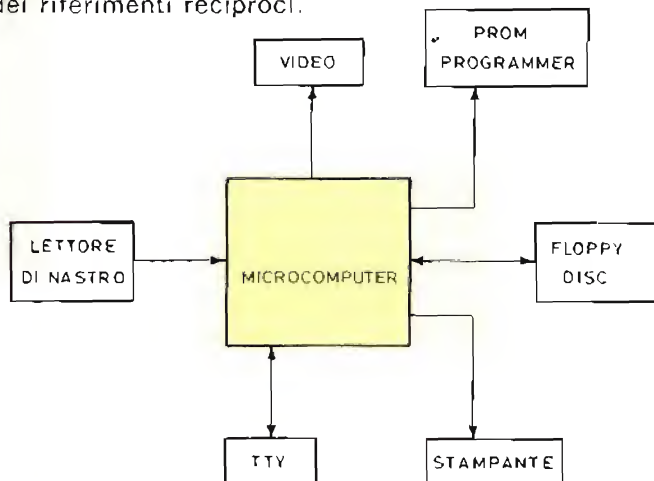 dei riferimenti reciproci.
PROM
PROGRAMMER
VIDEO
LETTORE
DI NASTRO
MICROCOMPUTER
FLOPPY
DISC
TTY
STAMPANTE